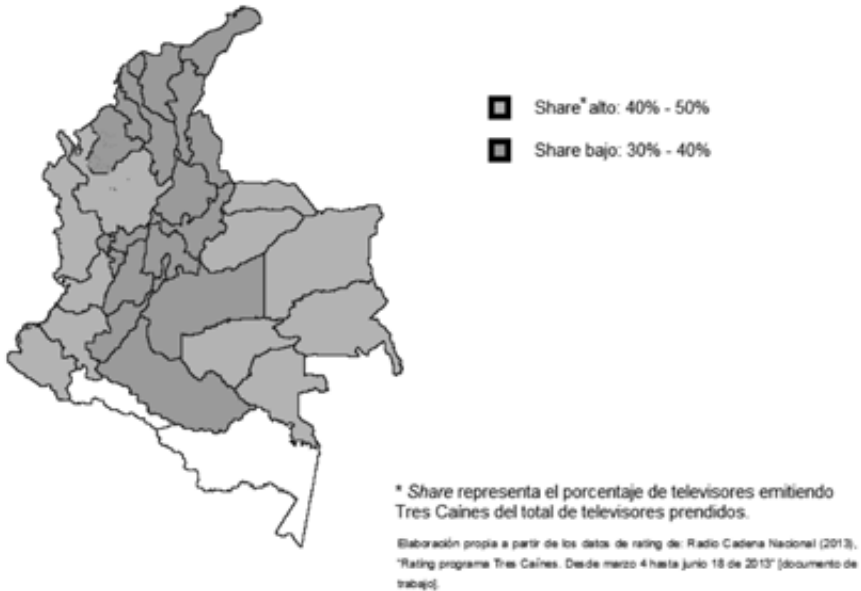 Share* alto: 40% - 50%
Share bajo: 30% - 40%
* Share representa el porcentaje de televisores emitiendo
Tres Caínes del total de televisores prendidos.
Elaboración propia a partir de los datos de rating de: Radio Cadena Nacional (2013),
"Rating programa Tres Caínes. Desde marzo 4 hasta junio 18 de 2013" [documento de
trabajo].